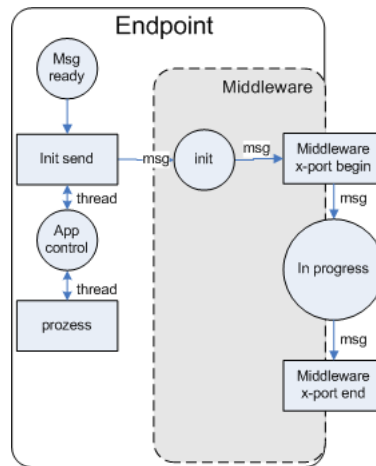 Endpoint
Msg
ready
Middleware
Init send
msg
init
msg
Middleware
x-port begin
thread
msg
App
control
In progress
thread
prozess
msg
Middleware
x-port end